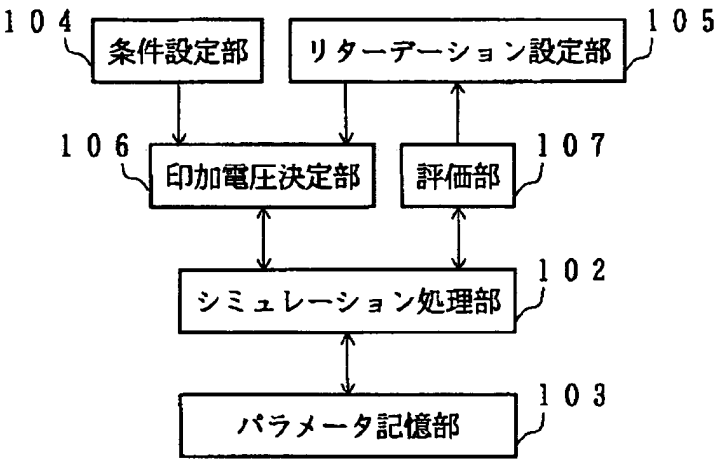 104 条件設定部 リターデーション設定部 105
106 印加電圧決定部 評価部 107
シミュレーション処理部 102
パラメータ記憶部 103